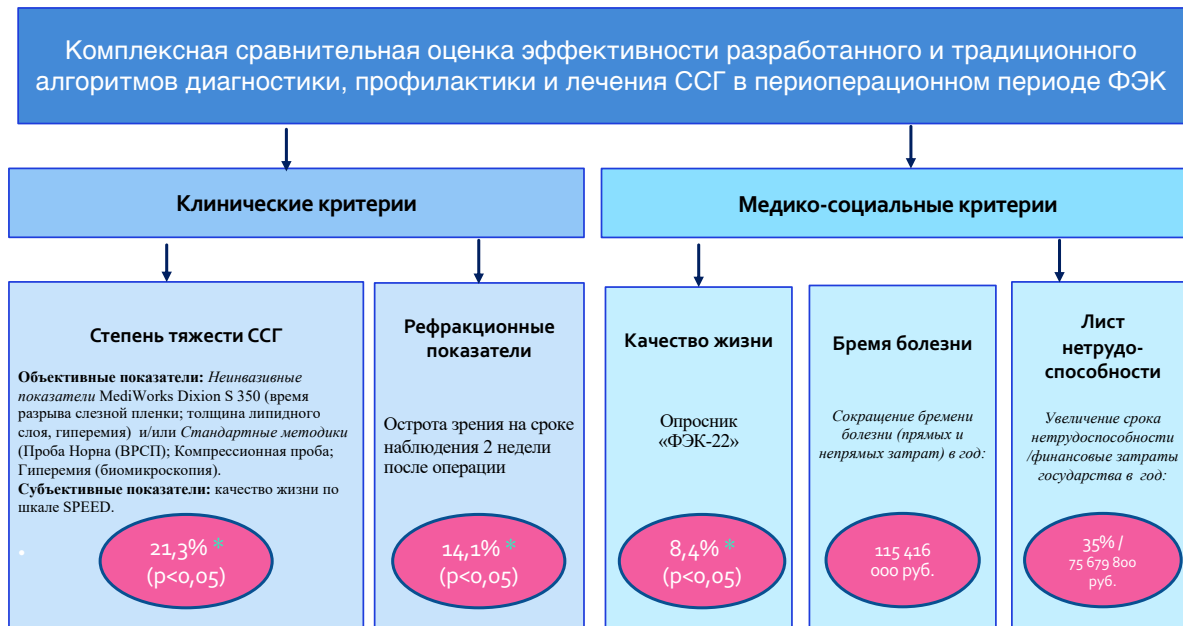 Комплексная сравнительная оценка эффективности разработанного и традиционного
алгоритмов диагностики, профилактики и лечения ССГ в периоперационном периоде ФЭК
Клинические критерии
Медико-социальные критерии
Степень тяжести ССГ
Объективные показатели: Неинвазивные
показатели MediWorks Dixion S 350 (время
разрыва слезной пленки; толщина липидного
слоя, гиперемия) и/или Стандартные методики
(Проба Норна (ВРСП); Компрессионная проба;
Гиперемия (биомикроскопия).
Субъективные показатели: качество жизни по
шкале SPEED.
21,3% *
(p<0,05)
Рефракционные
показатели
Острота зрения на сроке
наблюдения 2 недели
после операции
14,1% *
(p<0,05)
Качество жизни
Опросник
«ФЭК-22»
8,4% *
(p<0,05)
Бремя болезни
Сокращение бремени
болезни (прямых и
непрямых затрат) в год:
115 416
000 руб.
Лист
нетрудо-
способности
Увеличение срока
нетрудоспособности
/финансовые затраты
государства в год:
35% /
75 679 800
руб.